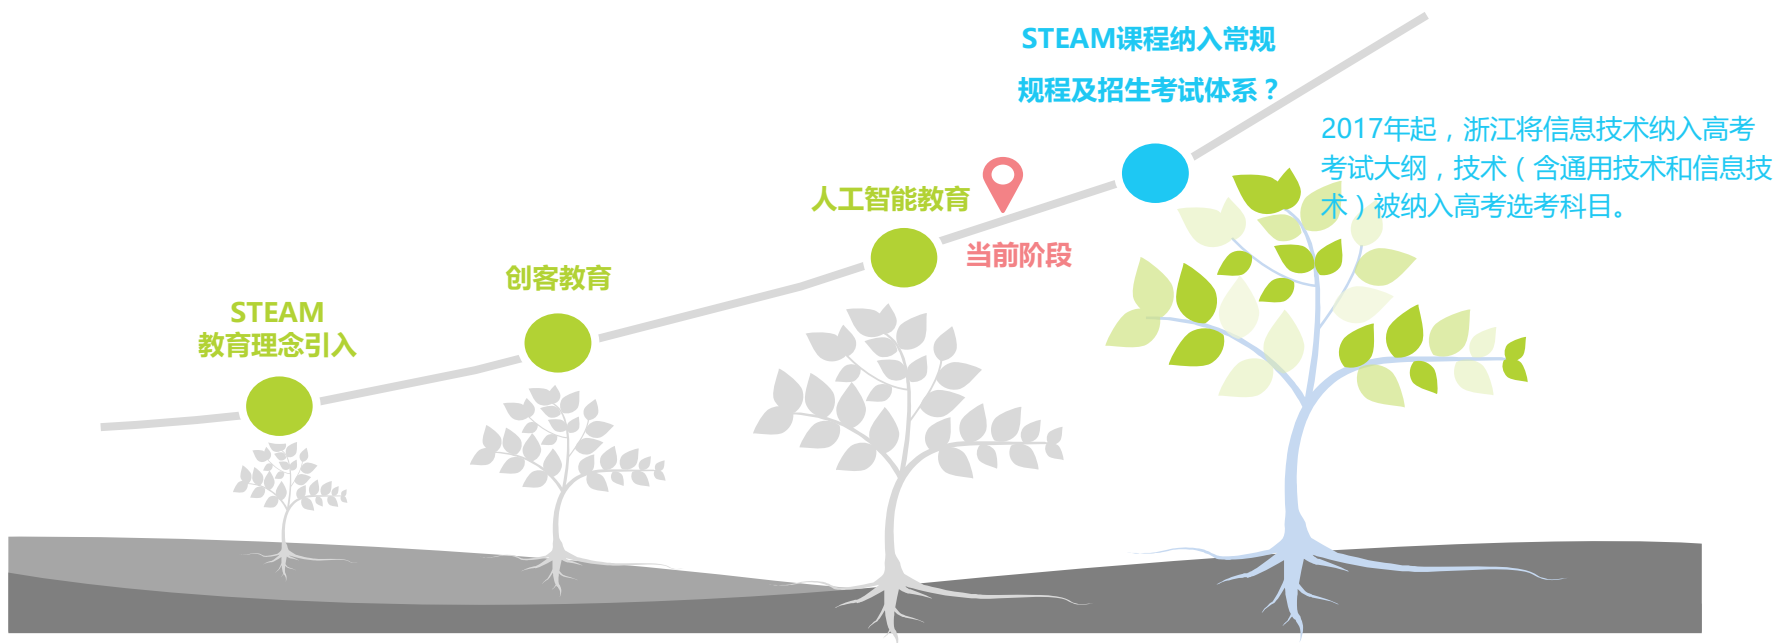 STEAM
教育理念引入
创客教育
人工智能教育
当前阶段
STEAM课程纳入常规
规程及招生考试体系？
2017年起，浙江将信息技术纳入高考
考试大纲，技术（含通用技术和信息技
术）被纳入高考选考科目。